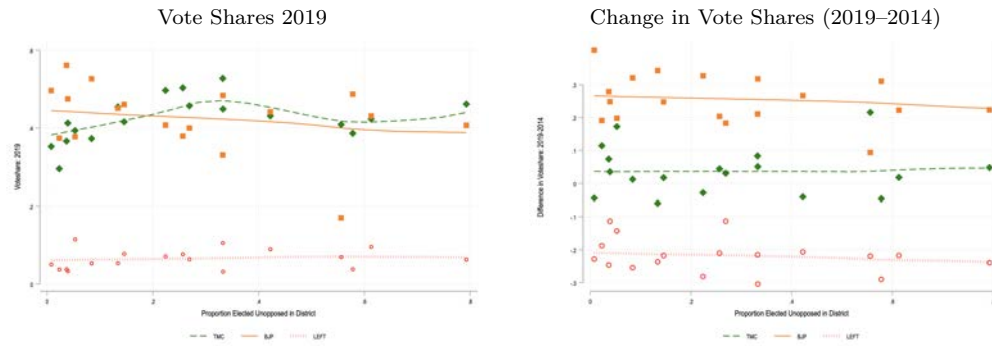 Vote Shares 2019
Voteshare: 2019
.6
.4
.2
0
0 .2 .4 .6 .8
Proportion Elected Unopposed in District
TMC BJP LEFT
Change in Vote Shares (2019–2014)
Difference in Voteshare: 2019-2014
.3
.2
.1
0
-.1
-.2
-.3
0 .2 .4 .6 .8
Proportion Elected Unopposed in District
TMC BJP LEFT